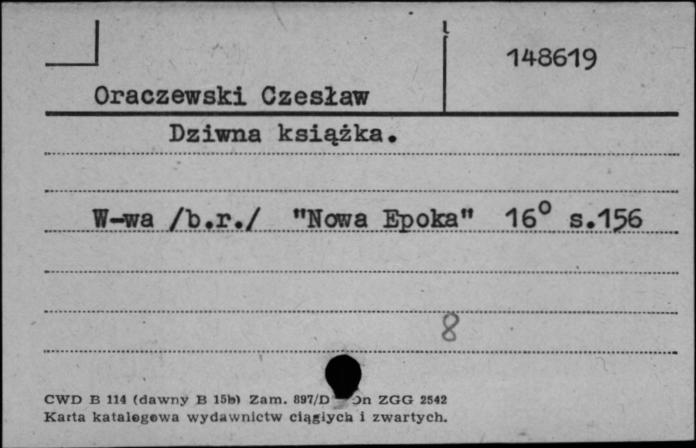 148619
Oraczewski Czesław
Dziwna książka.
W-wa /b.r./ "Nowa Epoka" 16° s.156
8
CWD B 114 (dawny B 15b) Zam. 897/D ZGG 2542
Karta katalogowa wydawnictw ciągłych i zwartych.